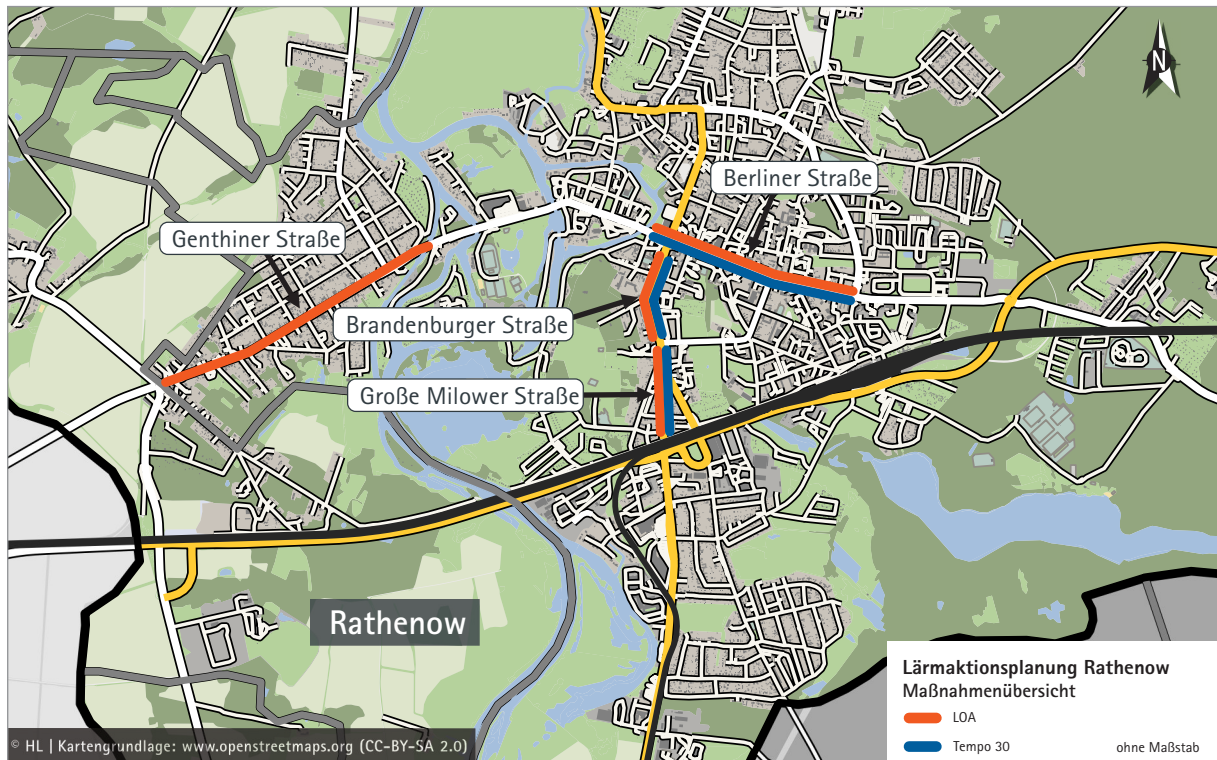 N
Berliner Straße
Genthiner Straße
Brandenburger Straße
Große Milower Straße
Rathenow
Lärmaktionsplanung Rathenow
Maßnahmenübersicht
LOA
Tempo 30
ohne Maßstab
© HL | Kartengrundlage: www.openstreetmaps.org (CC-BY-SA 2.0)